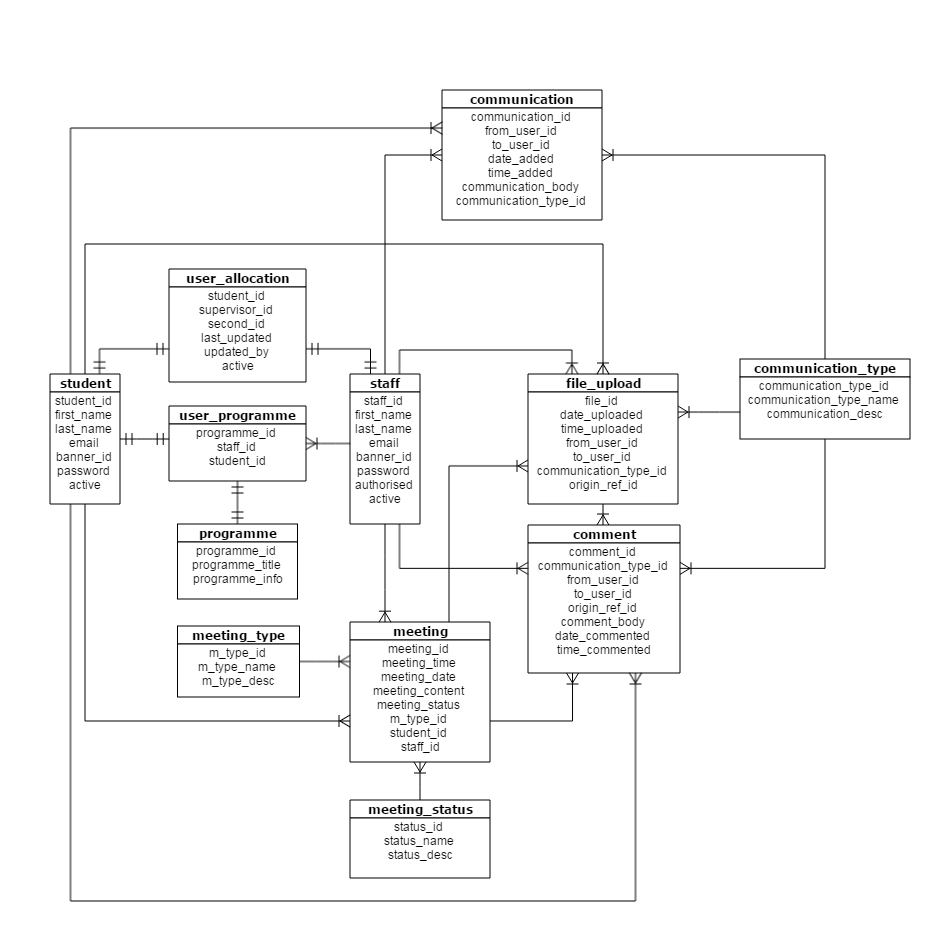 communication
communication_id
from_user_id
to_user_id
date_added
time_added
communication_body
communication_type_id
user_allocation
student_id
supervisor_id
second_id
last_updated
updated_by
active
student
student_id
first_name
last_name
email
banner_id
password
active
user_programme
programme_id
staff_id
student_id
staff
staff_id
first_name
last_name
email
banner_id
password
authorised
active
file_upload
file_id
date_uploaded
time_uploaded
from_user_id
to_user_id
communication_type_id
origin_ref_id
communication_type
communication_type_id
communication_type_name
communication_desc
programme
programme_id
programme_title
programme_info
comment
comment_id
communication_type_id
from_user_id
to_user_id
origin_ref_id
comment_body
date_commented
time_commented
meeting_type
m_type_id
m_type_name
m_type_desc
meeting
meeting_id
meeting_time
meeting_date
meeting_content
meeting_status
m_type_id
student_id
staff_id
meeting_status
status_id
status_name
status_desc